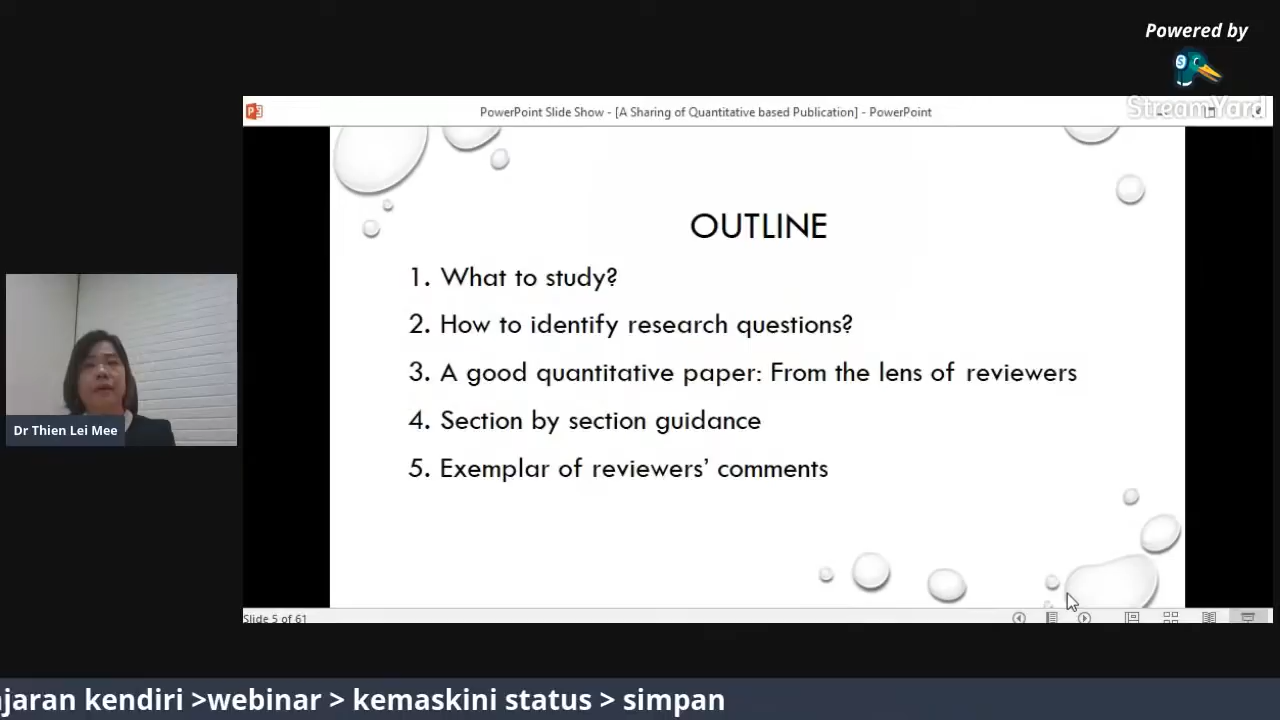 Powered by
StreamYard
PowerPoint Slide Show - [A Sharing of Quantitative based Publication] - PowerPoint
OUTLINE
1. What to study?
2. How to identify research questions?
3. A good quantitative paper: From the lens of reviewers
4. Section by section guidance
5. Exemplar of reviewers’ comments
Dr Thien Lei Mee
Slide 5 of 61
ajaran kendiri >webinar > kemaskini status > simpan